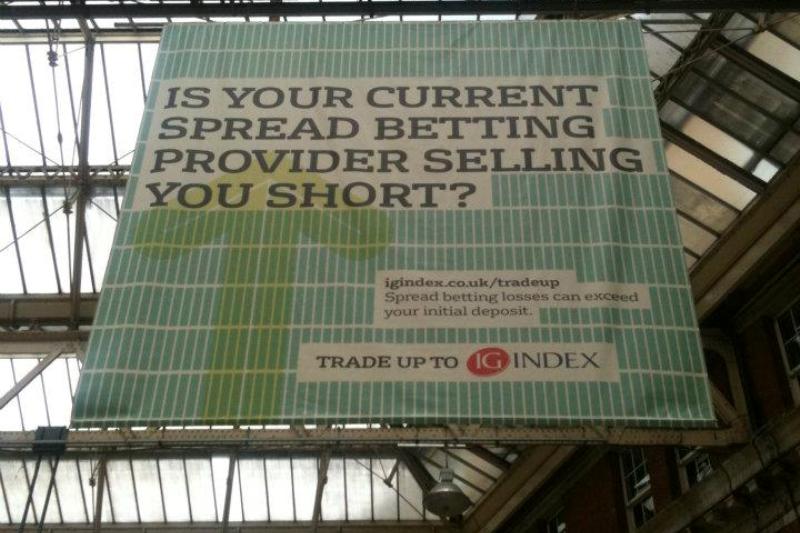 IS YOUR CURRENT
SPREAD BETTING
PROVIDER SELLING
YOU SHORT?
igindex.co.uk/tradeup
Spread betting losses can exceed
your initial deposit.
TRADE UP TO IG INDEX